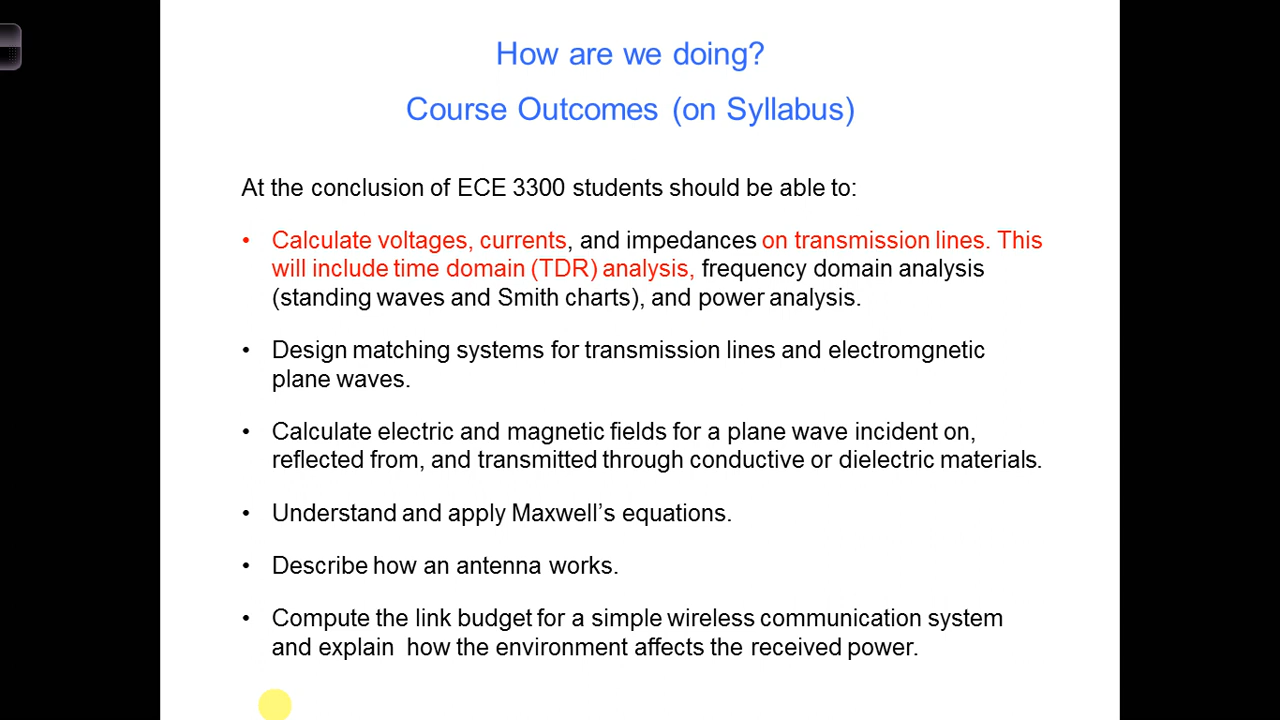 How are we doing?
Course Outcomes (on Syllabus)
At the conclusion of ECE 3300 students should be able to:
• Calculate voltages, currents, and impedances on transmission lines. This
will include time domain (TDR) analysis, frequency domain analysis
(standing waves and Smith charts), and power analysis.
• Design matching systems for transmission lines and electromgnetic
plane waves.
• Calculate electric and magnetic fields for a plane wave incident on,
reflected from, and transmitted through conductive or dielectric materials.
• Understand and apply Maxwell’s equations.
• Describe how an antenna works.
• Compute the link budget for a simple wireless communication system
and explain  how the environment affects the received power.